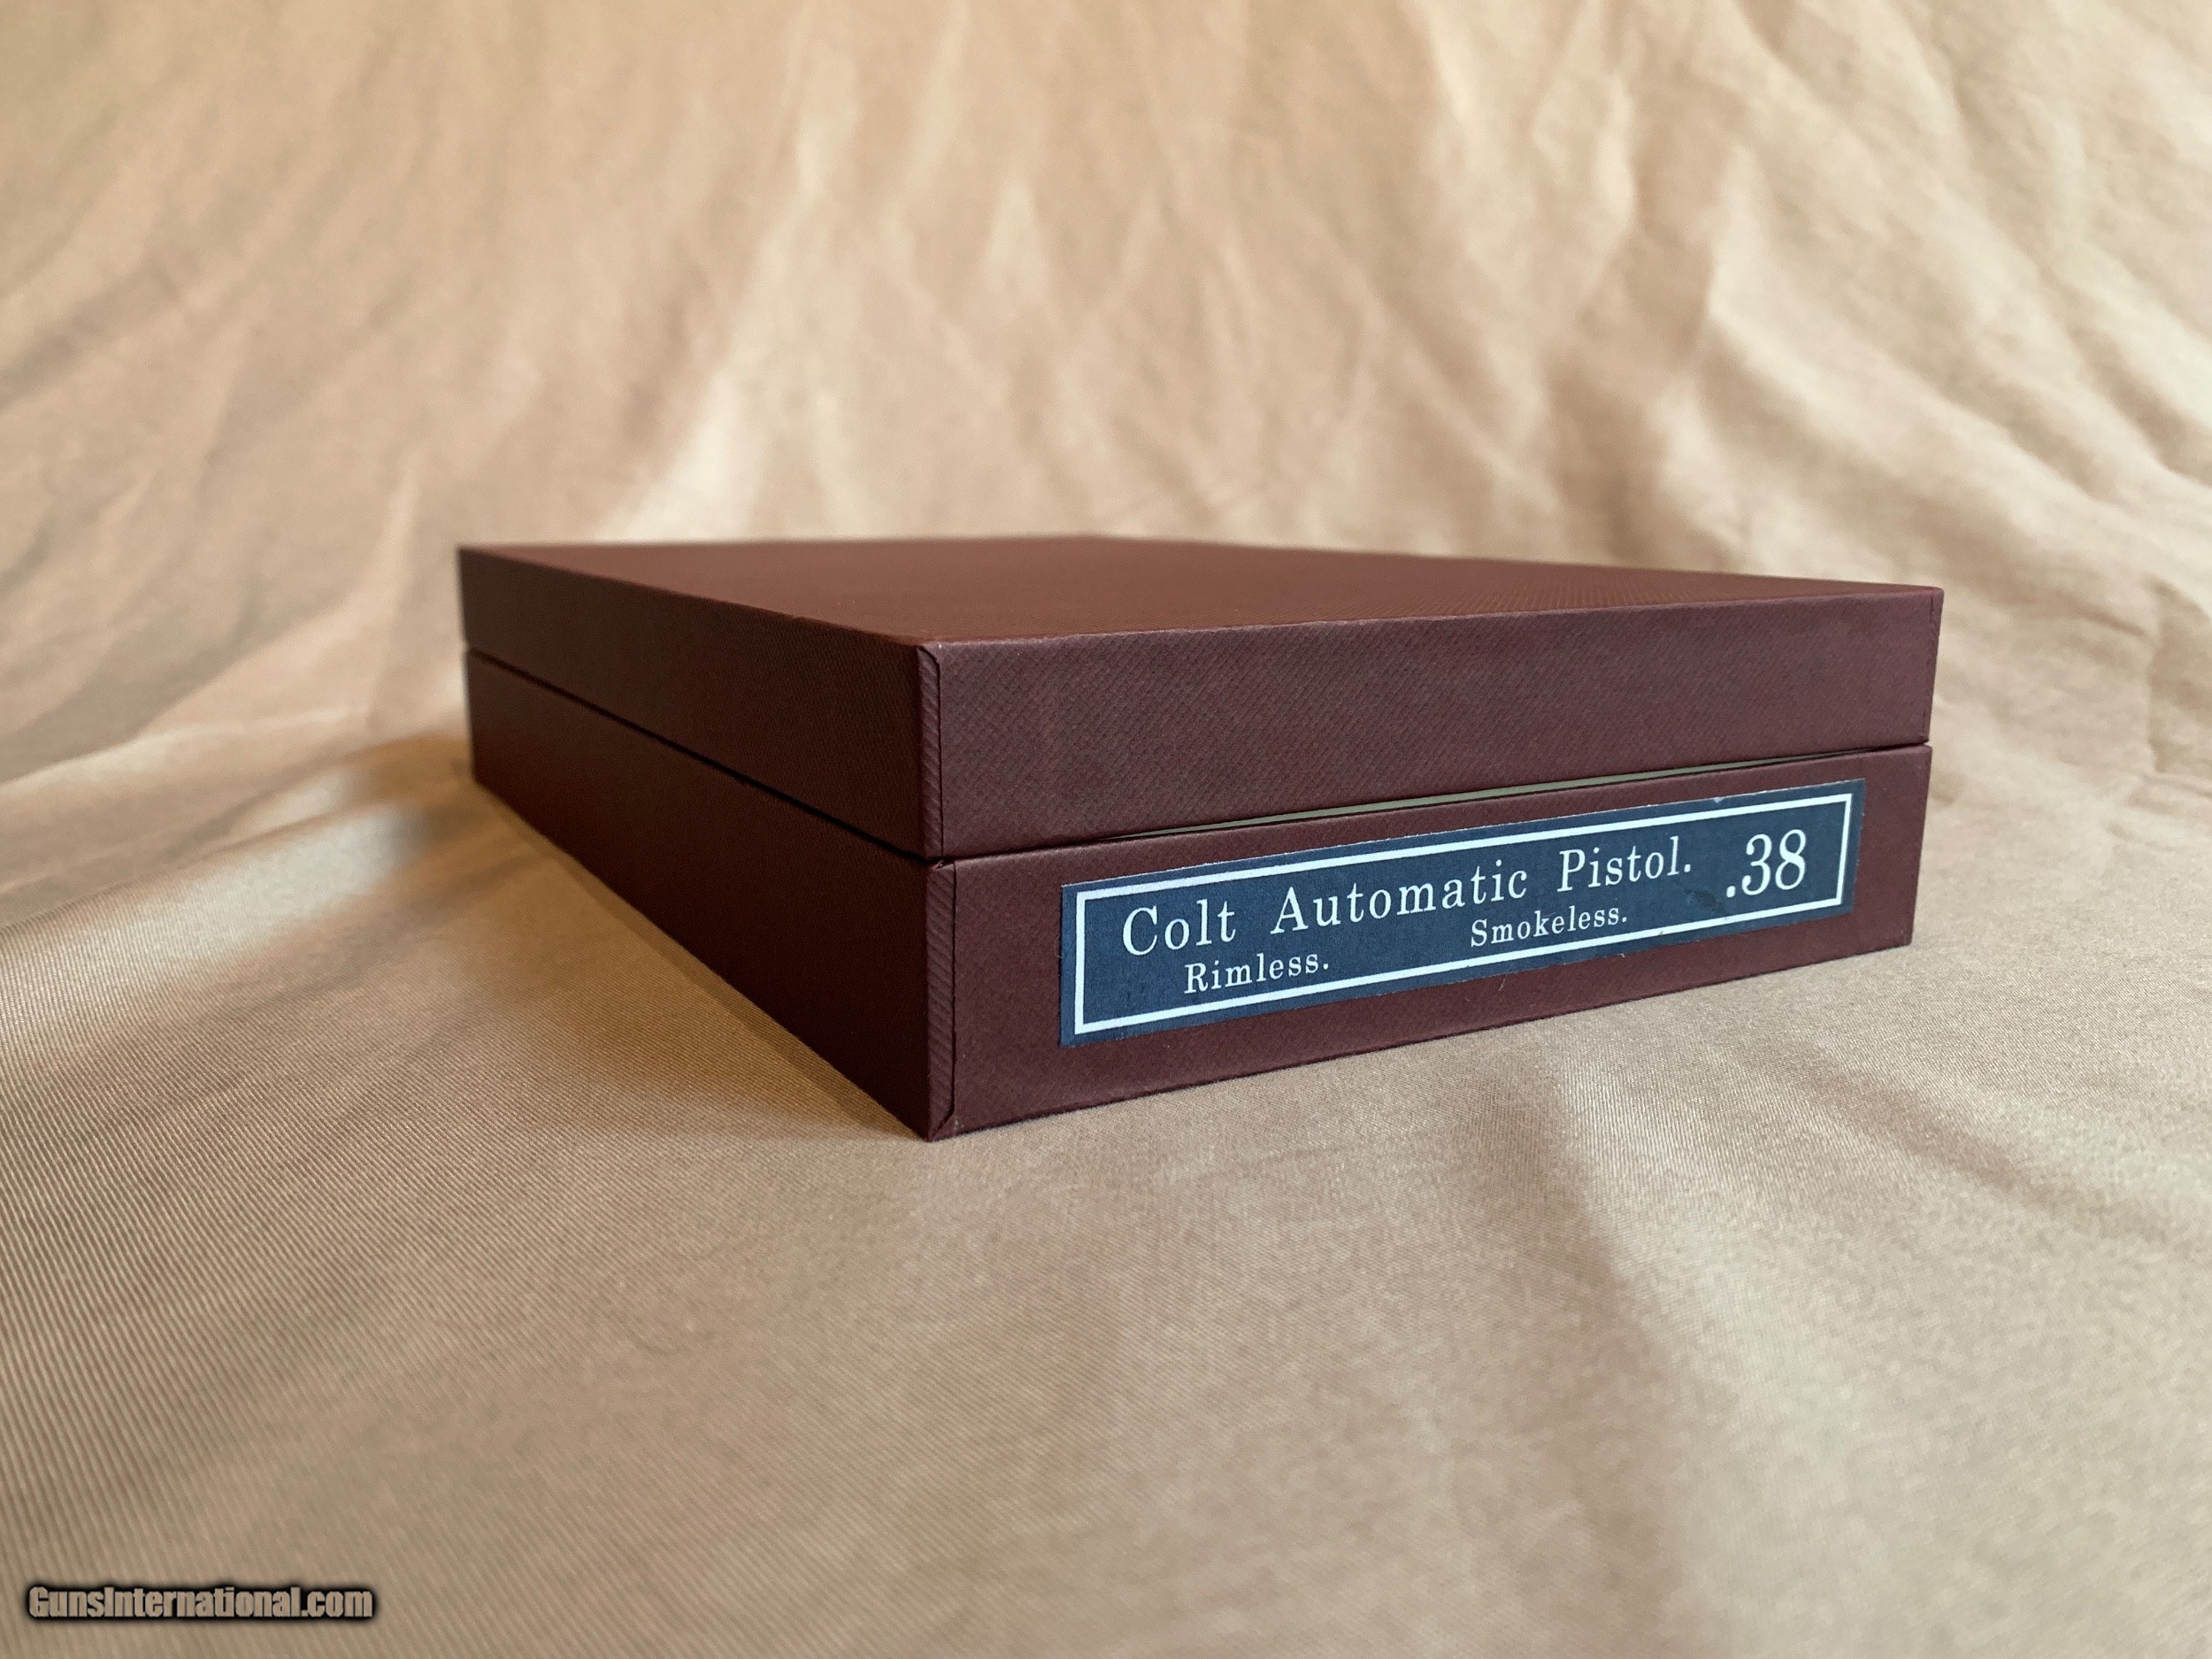 Colt Automatic Pistol. .38
Rimless. Smokeless.
GunsInternational.com